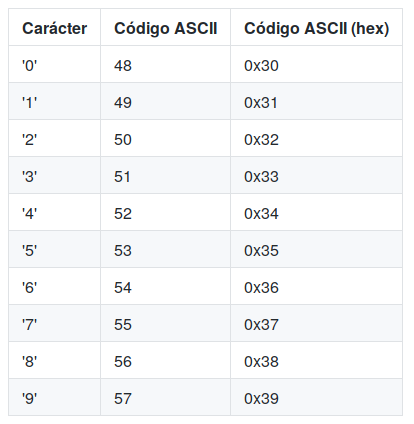 Carácter Código ASCII Código ASCII (hex)
'0' 48 0x30
'1' 49 0x31
'2' 50 0x32
'3' 51 0x33
'4' 52 0x34
'5' 53 0x35
'6' 54 0x36
'7' 55 0x37
'8' 56 0x38
'9' 57 0x39